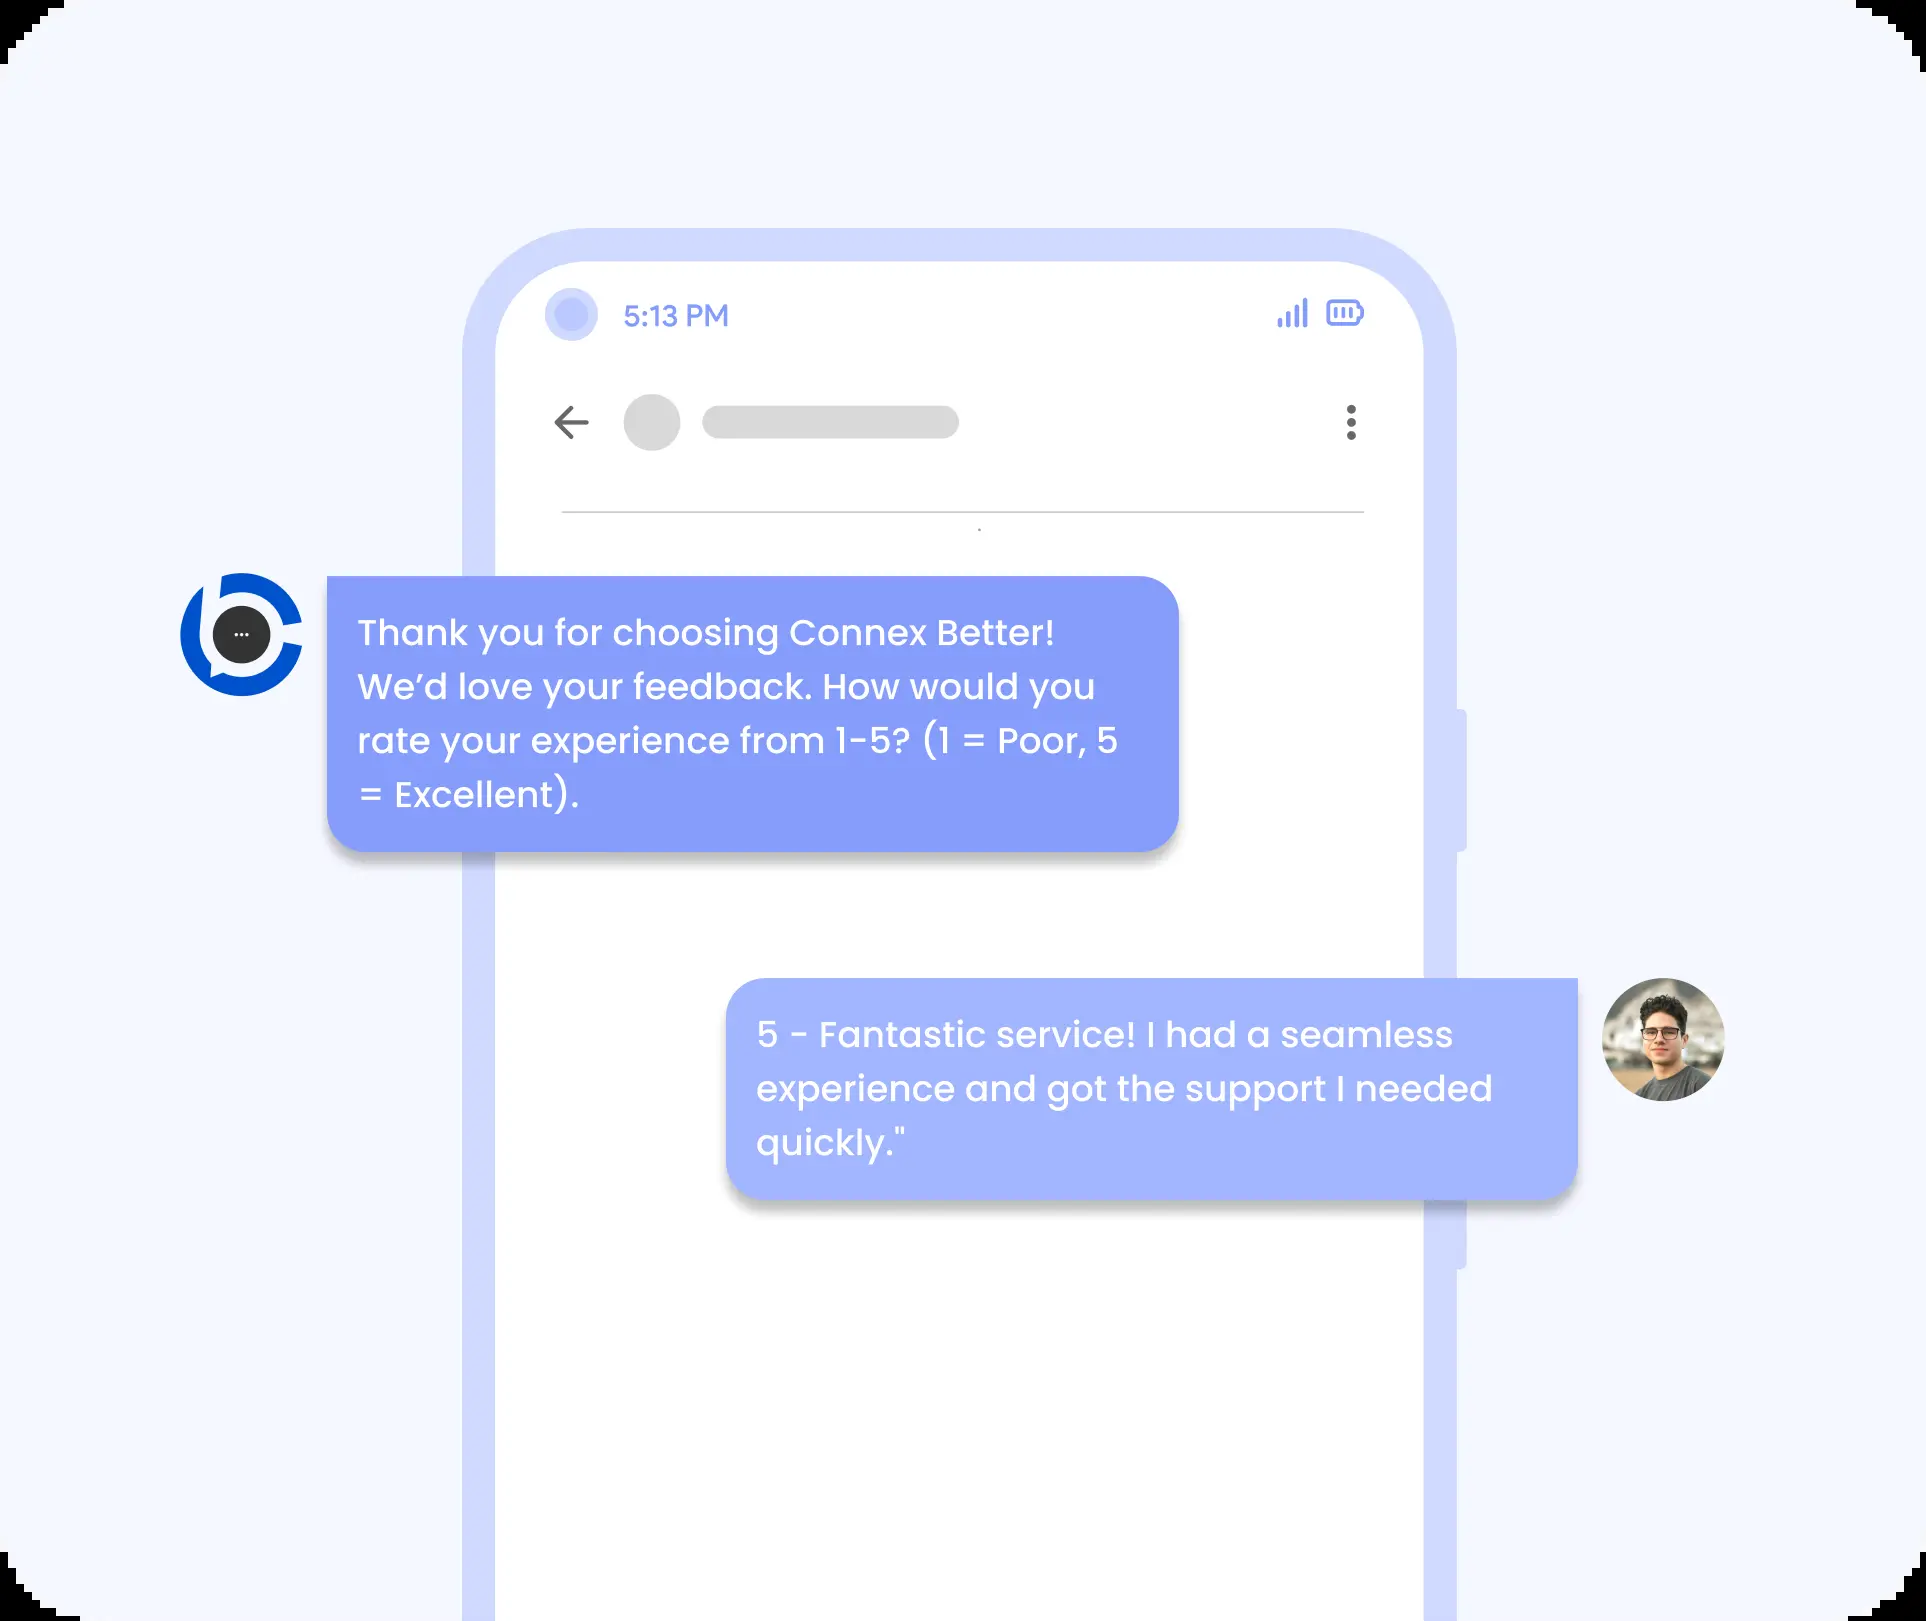 5:13 PM
Thank you for choosing Connex Better!
We’d love your feedback. How would you
rate your experience from 1-5? (1 = Poor, 5
= Excellent).
5 - Fantastic service! I had a seamless
experience and got the support I needed
quickly."